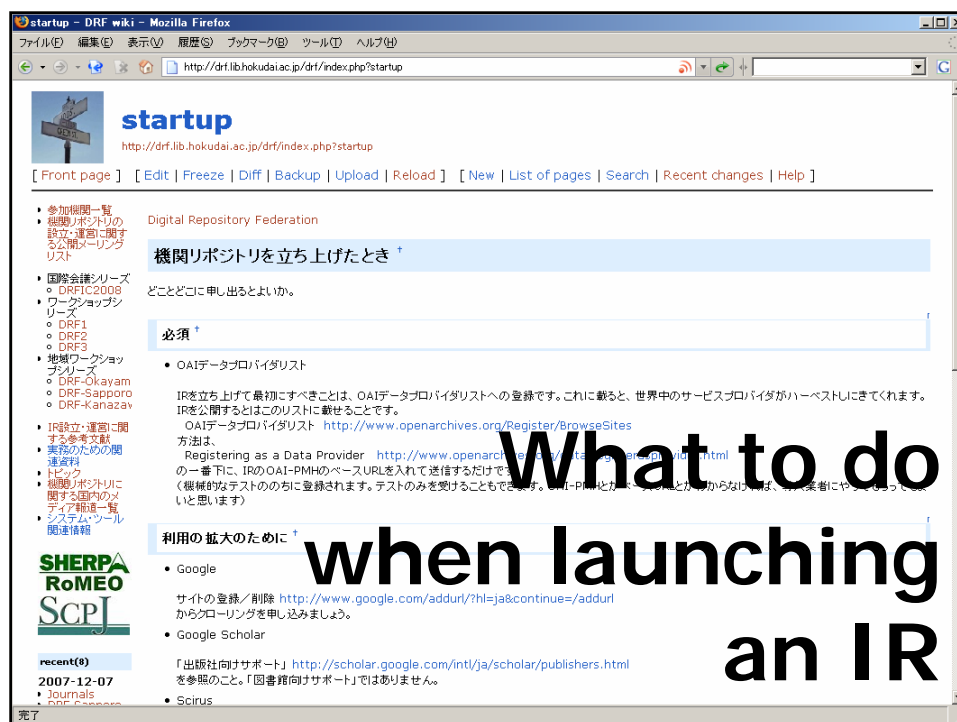 startup - DRF wiki - Mozilla Firefox
ファイル(F) 編集(E) 表示(V) 履歴(S) ブックマーク(B) ツール(T) ヘルプ(H)
http://drf.lib.hokudai.ac.jp/drf/index.php?startup
startup
http://drf.lib.hokudai.ac.jp/drf/index.php?startup
[ Front page ] [ Edit | Freeze | Diff | Backup | Upload | Reload ] [ New | List of pages | Search | Recent changes | Help ]
参加機関一覧
機関リポジトリの
設立・運営に関す
る公開メーリング
リスト
国際会議シリーズ
DRFIC2008
ワークショップシ
リーズ
DRF1
DRF2
DRF3
地域ワークショッ
プシリーズ
DRF-Okayam
DRF-Sapporo
DRF-Kanazav
IR設立・運営に関
する参考文献
実務のための関
連資料
トピック
機関リポジトリに
関する国内のメ
ディア報道一覧
システム・ツール
関連情報
SHERPA
RoMEO
SCPJ
recent(8)
2007-12-07
Journals
Digital Repository Federation
機関リポジトリを立ち上げたとき †
どことどこに申し出るとよいか。
必須 †
OAIデータプロバイダリスト
IRを立ち上げて最初にすべきことは、OAIデータプロバイダリストへの登録です。これに載ると、世界中のサービスプロバイダがハーベストしにきてくれます。
IRを公開するとはこのリストに載せることです。
OAIデータプロバイダリスト http://www.openarchives.org/Register/BrowseSites
方法は、
Registering as a Data Provider
の一番下に、IRのOAI-PMHのベースURLを入れて送信するだけです
(機械的なテストののちに登録されます。テストのみを受けることもできます。
いと思います)
利用の拡大のために †
Google
サイトの登録/削除 http://www.google.com/addurl/?hl=ja&continue=/addurl
からクローリングを申し込みましょう。
Google Scholar
「出版社向けサポート」 http://scholar.google.com/intl/ja/scholar/publishers.html
を参照のこと。「図書館向けサポート」ではありません。
Scirus
What to do
when launching
an IR
完了